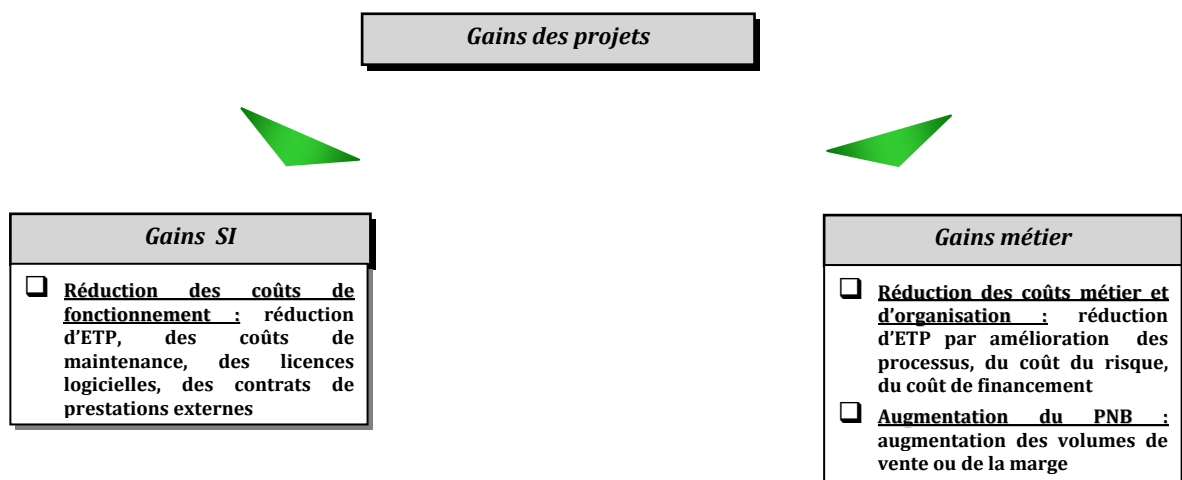 Gains des projets
Gains SI
❑ Réduction des coûts de
fonctionnement : réduction
d’ETP, des coûts de
maintenance, des licences
logicielles, des contrats de
prestations externes
Gains métier
❑ Réduction des coûts métier et
d’organisation : réduction
d’ETP par amélioration des
processus, du coût du risque,
du coût de financement
❑ Augmentation du PNB :
augmentation des volumes de
vente ou de la marge